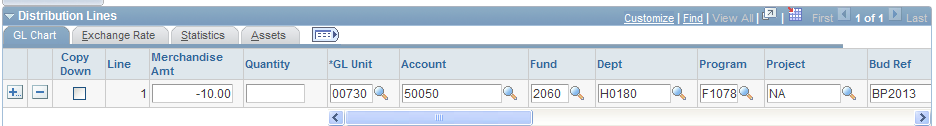 Distribution Lines
Customize | Find | View All | First 1 of 1 Last
GL Chart Exchange Rate Statistics Assets
Copy Down Line Merchandise Amt Quantity *GL Unit Account Fund Dept Program Project Bud Ref
1 -10.00 00730 50050 2060 H0180 F1078 NA BP2013